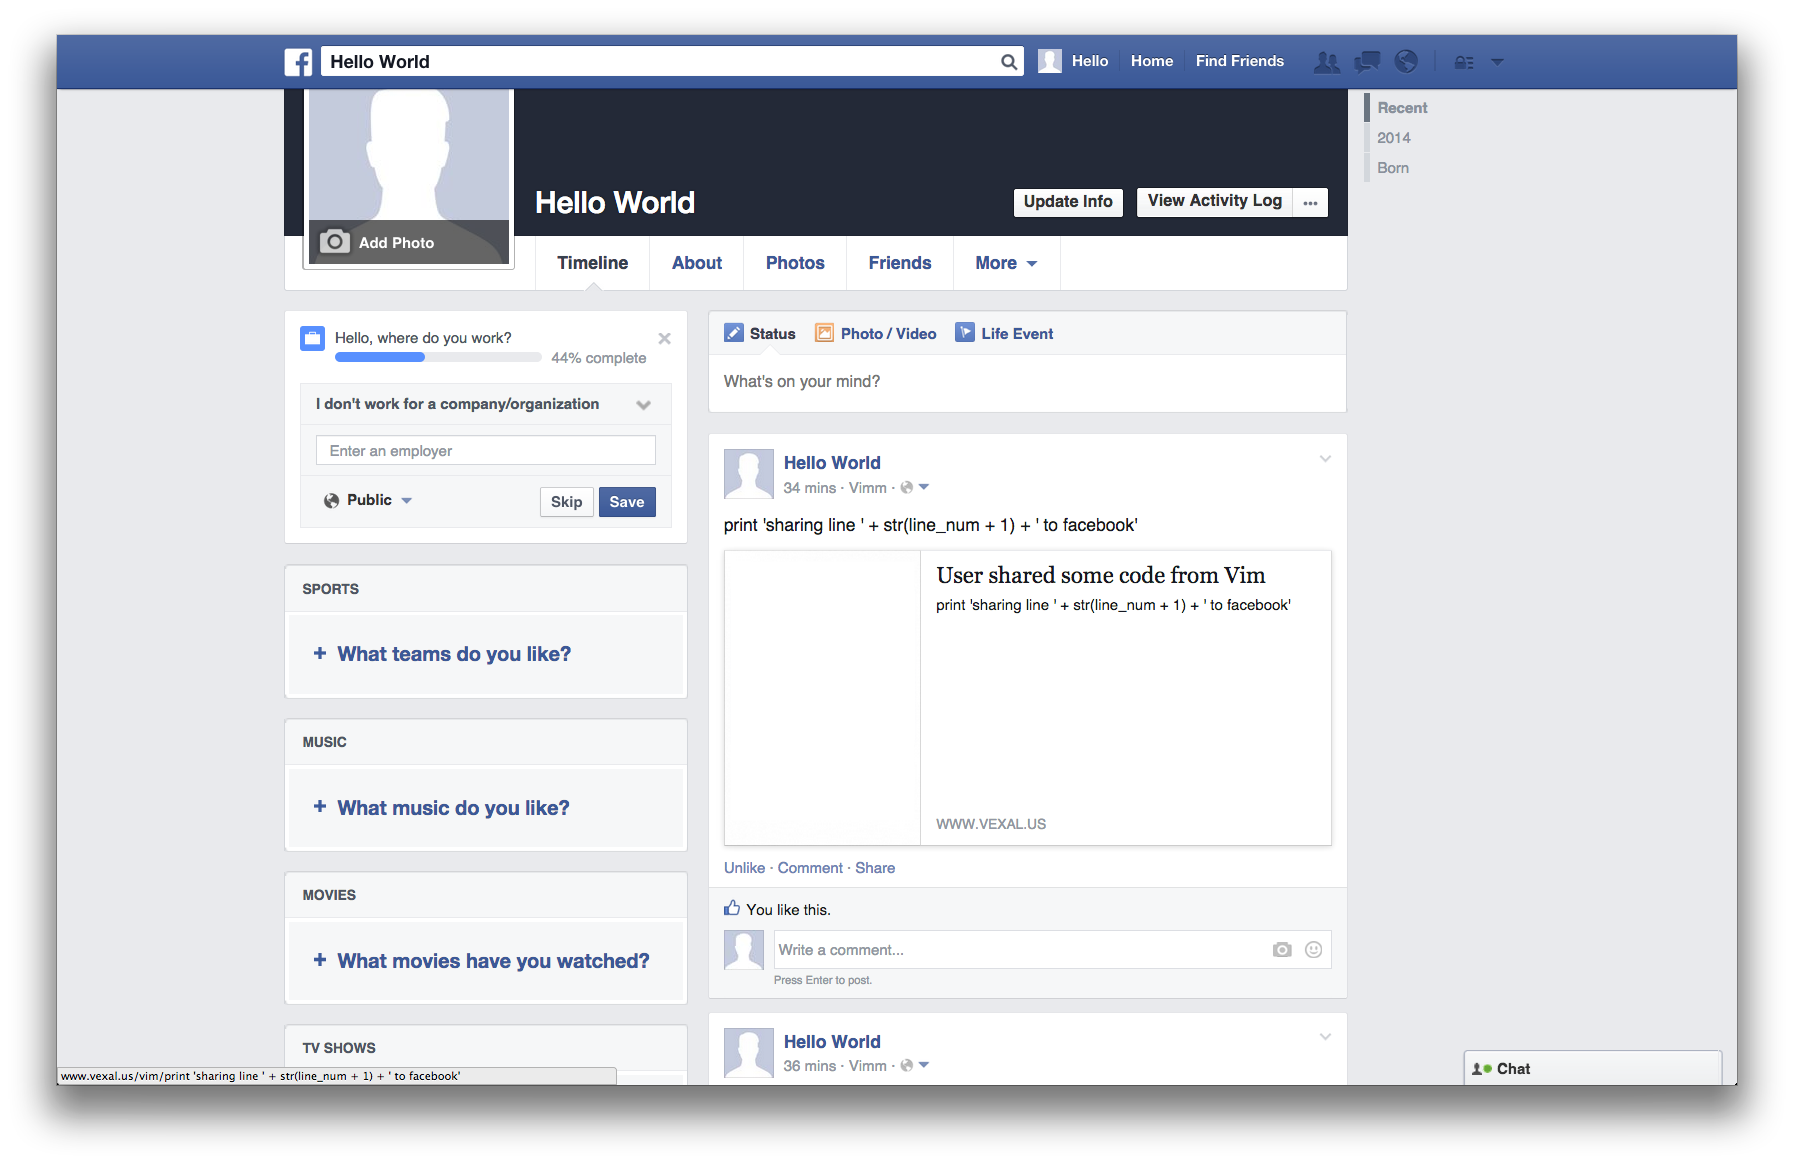 Hello World
Hello
Home
Find Friends
Recent
2014
Born
Hello World
Update Info
View Activity Log
Add Photo
Timeline
About
Photos
Friends
More
Hello, where do you work?
44% complete
I don't work for a company/organization
Enter an employer
Public
Skip
Save
SPORTS
+ What teams do you like?
MUSIC
+ What music do you like?
MOVIES
+ What movies have you watched?
TV SHOWS
Status
Photo / Video
Life Event
What's on your mind?
Hello World
34 mins · Vimm ·
print 'sharing line ' + str(line_num + 1) + ' to facebook'
User shared some code from Vim
print 'sharing line ' + str(line_num + 1) + ' to facebook'
WWW.VEXAL.US
Unlike · Comment · Share
You like this.
Write a comment...
Press Enter to post.
Hello World
36 mins · Vimm ·
Chat
www.vexal.us/vim/print 'sharing line ' + str(line_num + 1) + ' to facebook'